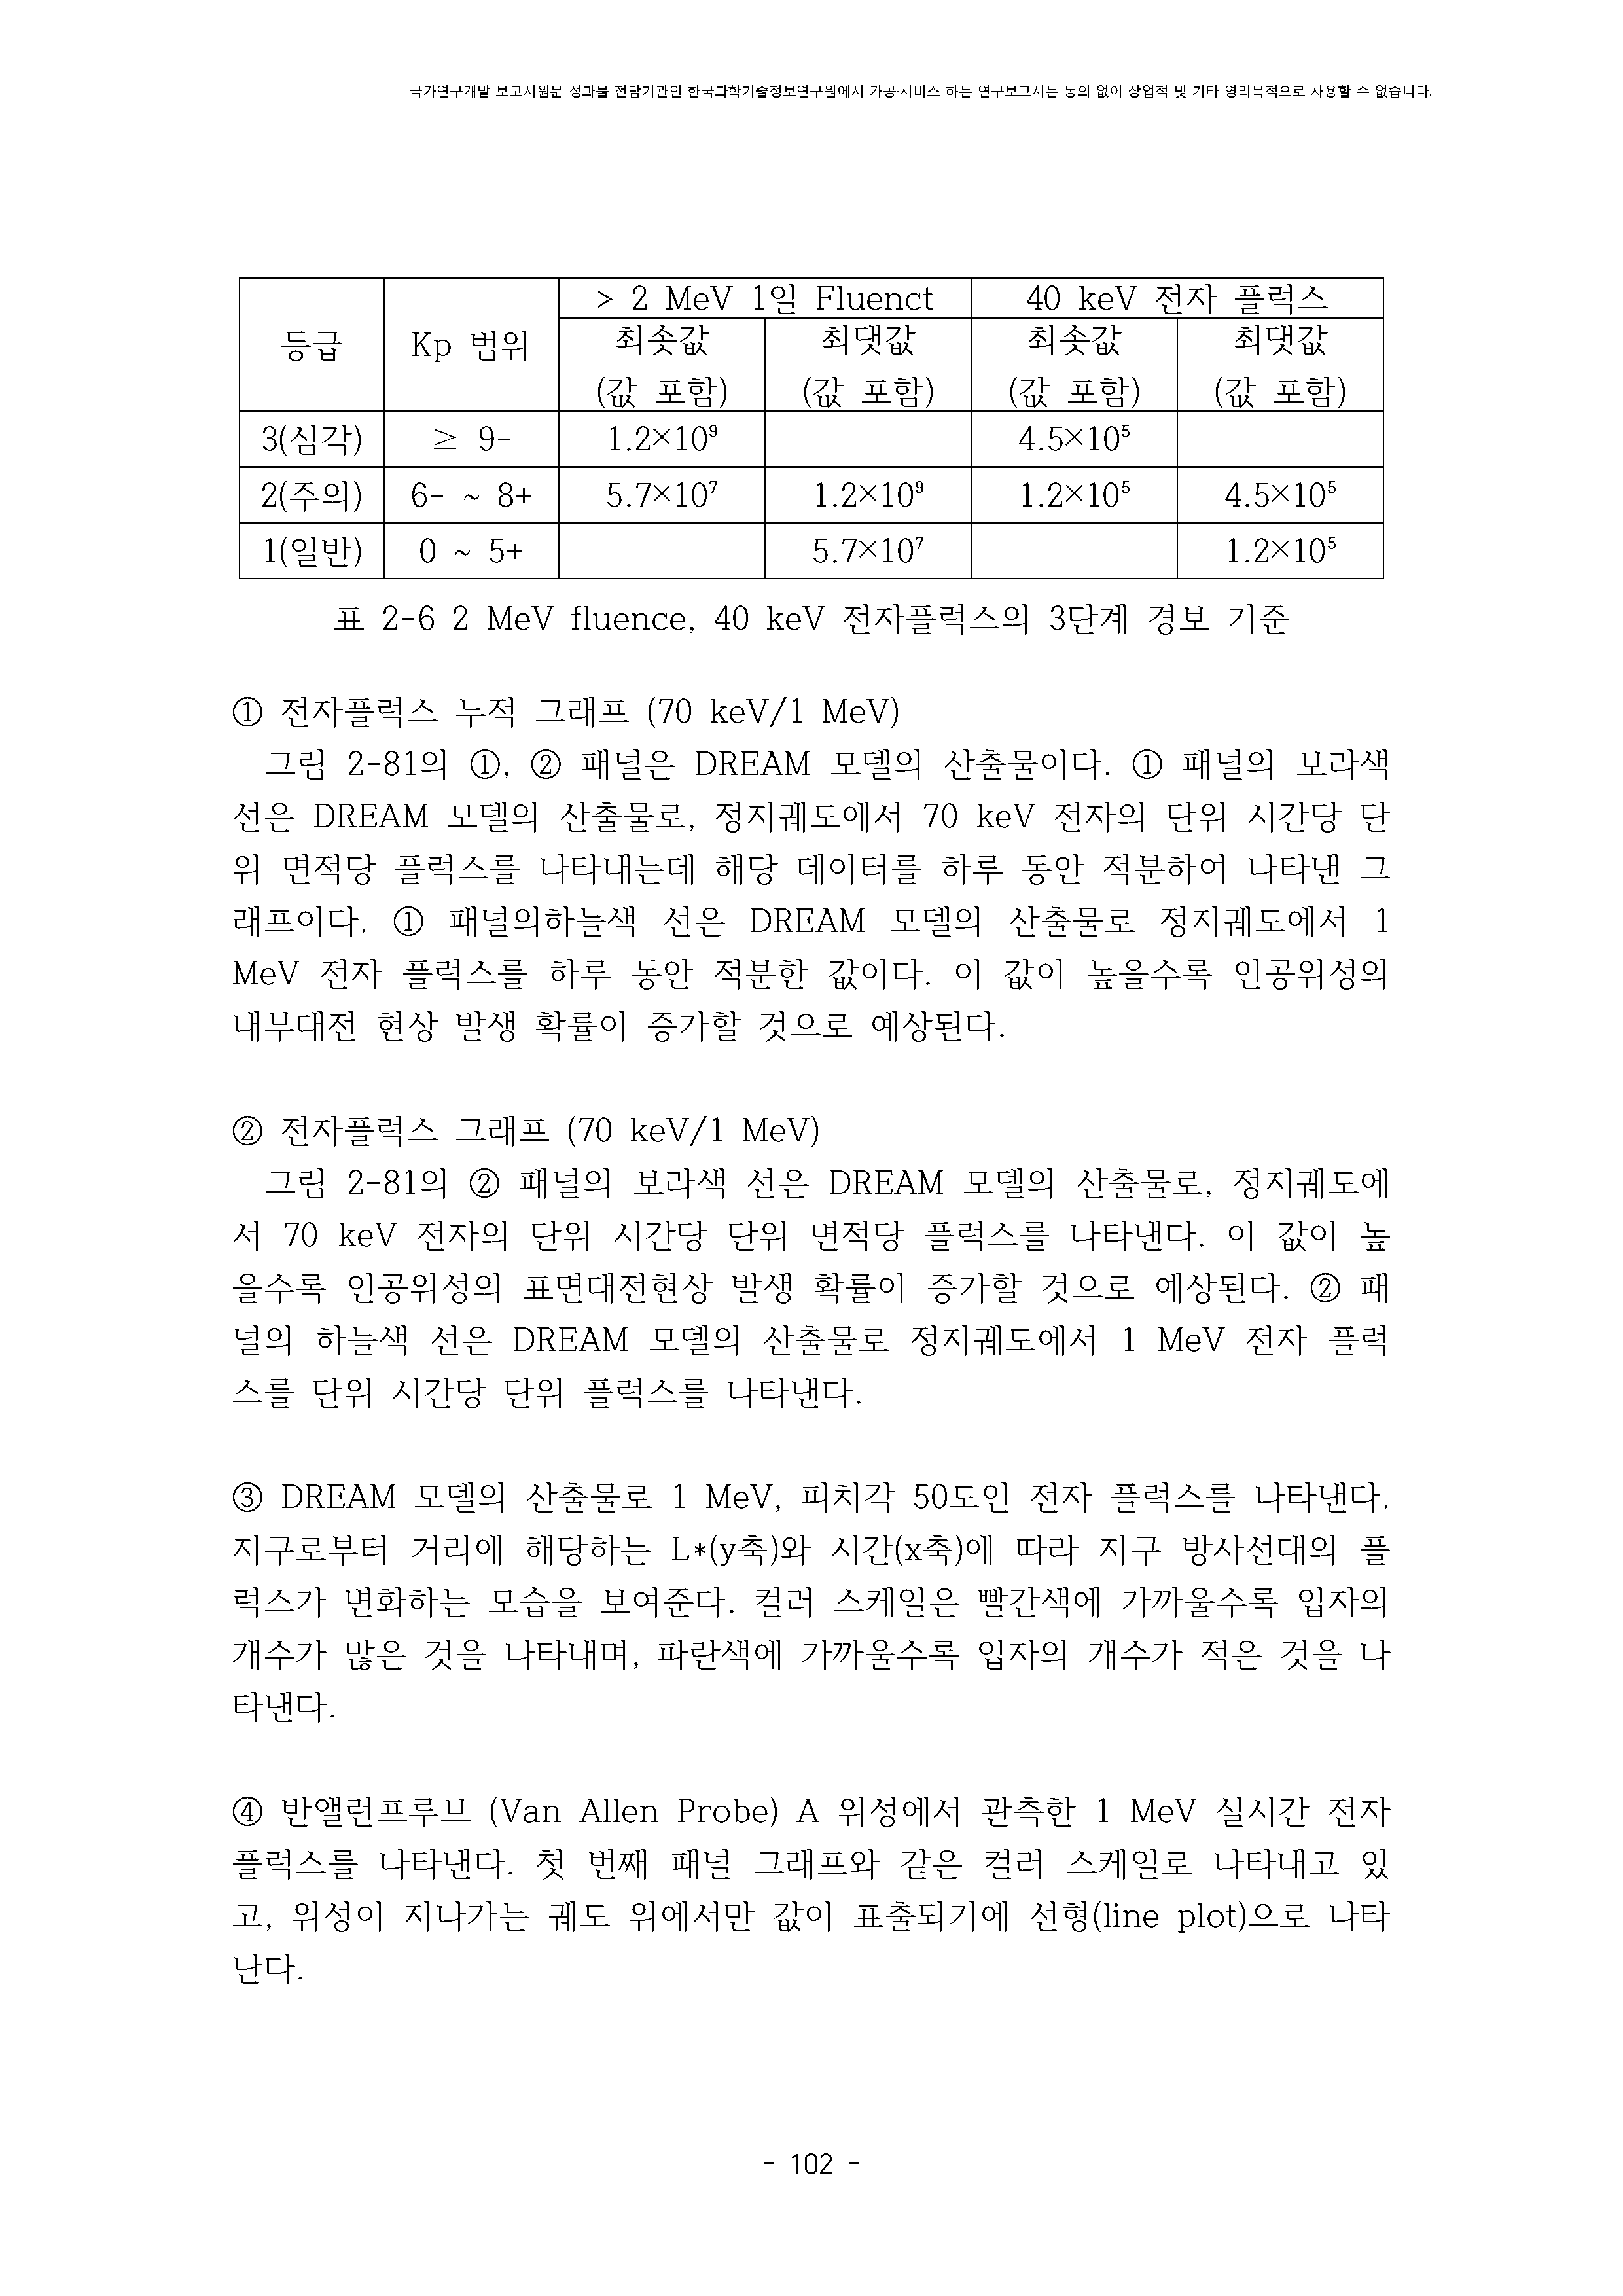 국가연구개발 보고서원문 성과물 전담기관인 한국과학기술정보연구원에서 가공·서비스 하는 연구보고서는 동의 없이 상업적 및 기타 영리목적으로 사용할 수 없습니다.
등급 Kp 범위 > 2 MeV 1일 Fluenct 40 keV 전자 플럭스
최솟값 최댓값 최솟값 최댓값
(값 포함) (값 포함) (값 포함) (값 포함)
3(심각) ≥ 9- 1.2×10⁹ 4.5×10⁵
2(주의) 6- ~ 8+ 5.7×10⁷ 1.2×10⁹ 1.2×10⁵ 4.5×10⁵
1(일반) 0 ~ 5+ 5.7×10⁷ 1.2×10⁵
표 2-6 2 MeV fluence, 40 keV 전자플럭스의 3단계 경보 기준
① 전자플럭스 누적 그래프 (70 keV/1 MeV)
그림 2-81의 ①, ② 패널은 DREAM 모델의 산출물이다. ① 패널의 보라색
선은 DREAM 모델의 산출물로, 정지궤도에서 70 keV 전자의 단위 시간당 단
위 면적당 플럭스를 나타내는데 해당 데이터를 하루 동안 적분하여 나타낸 그
래프이다. ① 패널의하늘색 선은 DREAM 모델의 산출물로 정지궤도에서 1
MeV 전자 플럭스를 하루 동안 적분한 값이다. 이 값이 높을수록 인공위성의
내부대전 현상 발생 확률이 증가할 것으로 예상된다.
② 전자플럭스 그래프 (70 keV/1 MeV)
그림 2-81의 ② 패널의 보라색 선은 DREAM 모델의 산출물로, 정지궤도에
서 70 keV 전자의 단위 시간당 단위 면적당 플럭스를 나타낸다. 이 값이 높
을수록 인공위성의 표면대전현상 발생 확률이 증가할 것으로 예상된다. ② 패
널의 하늘색 선은 DREAM 모델의 산출물로 정지궤도에서 1 MeV 전자 플럭
스를 단위 시간당 단위 플럭스를 나타낸다.
③ DREAM 모델의 산출물로 1 MeV, 피치각 50도인 전자 플럭스를 나타낸다.
지구로부터 거리에 해당하는 L*(y축)와 시간(x축)에 따라 지구 방사선대의 플
럭스가 변화하는 모습을 보여준다. 컬러 스케일은 빨간색에 가까울수록 입자의
개수가 많은 것을 나타내며, 파란색에 가까울수록 입자의 개수가 적은 것을 나
타낸다.
④ 반앨런프루브 (Van Allen Probe) A 위성에서 관측한 1 MeV 실시간 전자
플럭스를 나타낸다. 첫 번째 패널 그래프와 같은 컬러 스케일로 나타내고 있
고, 위성이 지나가는 궤도 위에서만 값이 표출되기에 선형(line plot)으로 나타
난다.
- 102 -